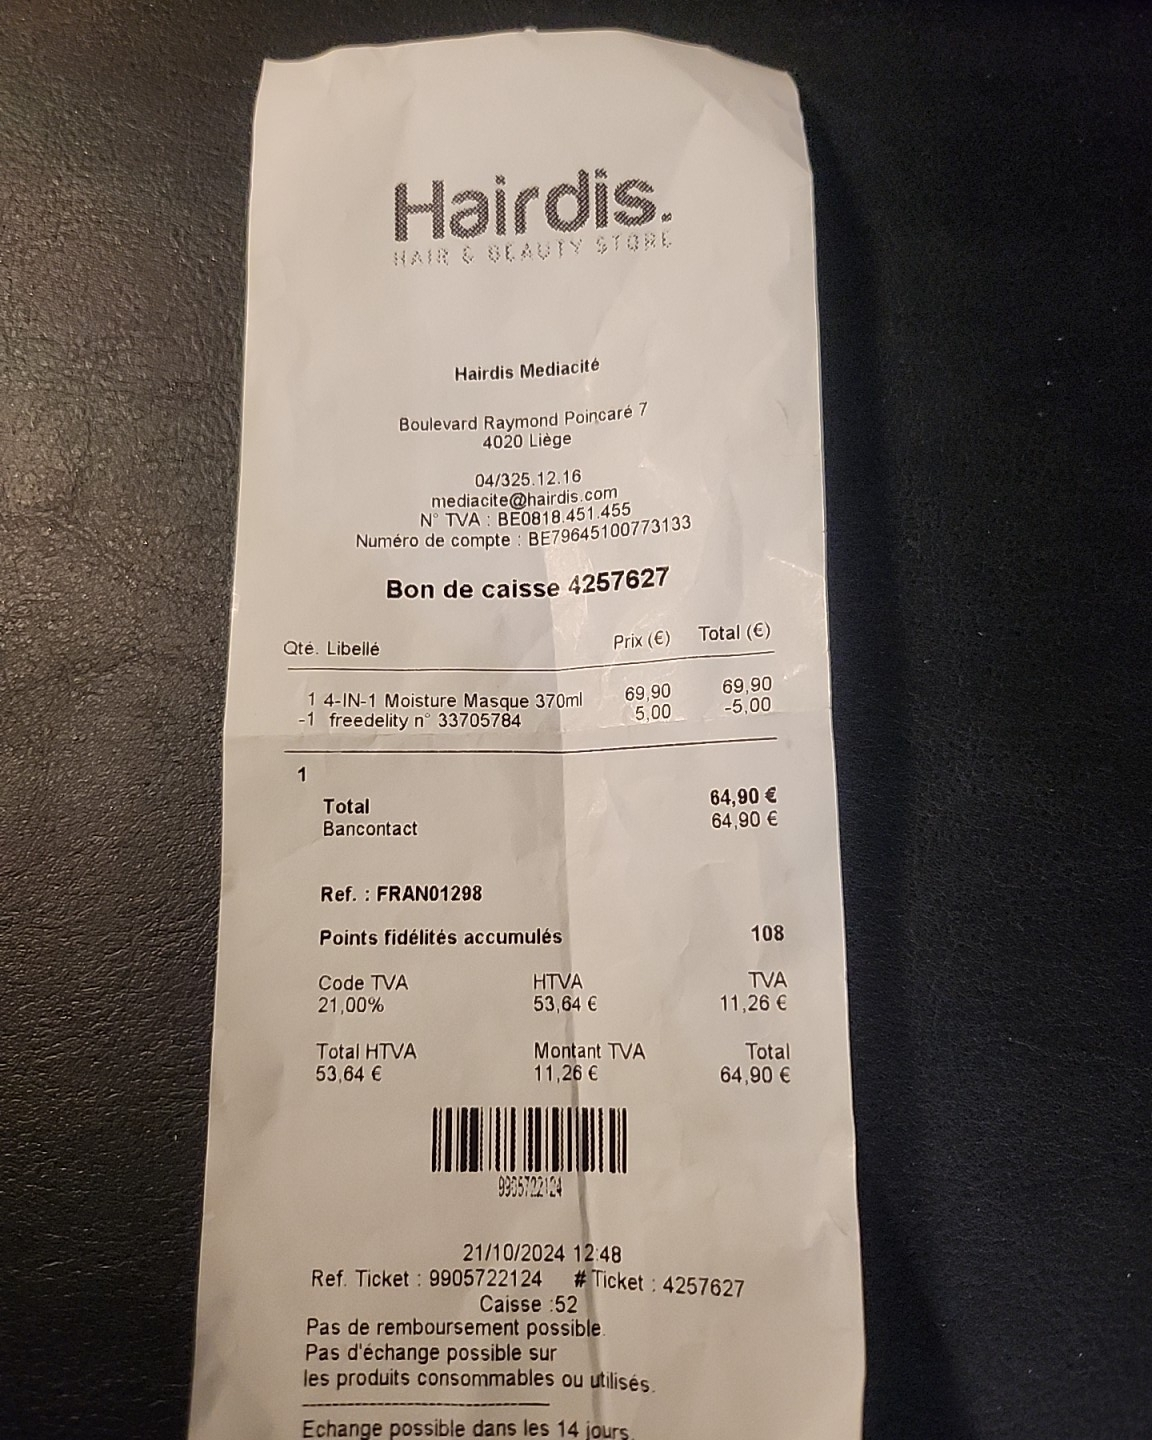 Hairdis.
HAIR & BEAUTY STORE
Hairdis Mediacité
Boulevard Raymond Poincaré 7
4020 Liège
04/325.12.16
mediacite@hairdis.com
N° TVA : BE0818.451.455
Numéro de compte : BE79645100773133
Bon de caisse 4257627
Qté. Libellé Prix (€) Total (€)
1 4-IN-1 Moisture Masque 370ml 69,90 69,90
-1 freedelity n° 33705784 5,00 -5,00
1
Total 64,90 €
Bancontact 64,90 €
Ref. : FRAN01298
Points fidélités accumulés 108
Code TVA HTVA TVA
21,00% 53,64 € 11,26 €
Total HTVA Montant TVA Total
53,64 € 11,26 € 64,90 €
9905722124
21/10/2024 12:48
Ref. Ticket : 9905722124 # Ticket : 4257627
Caisse :52
Pas de remboursement possible.
Pas d'échange possible sur
les produits consommables ou utilisés.
Echange possible dans les 14 jours.